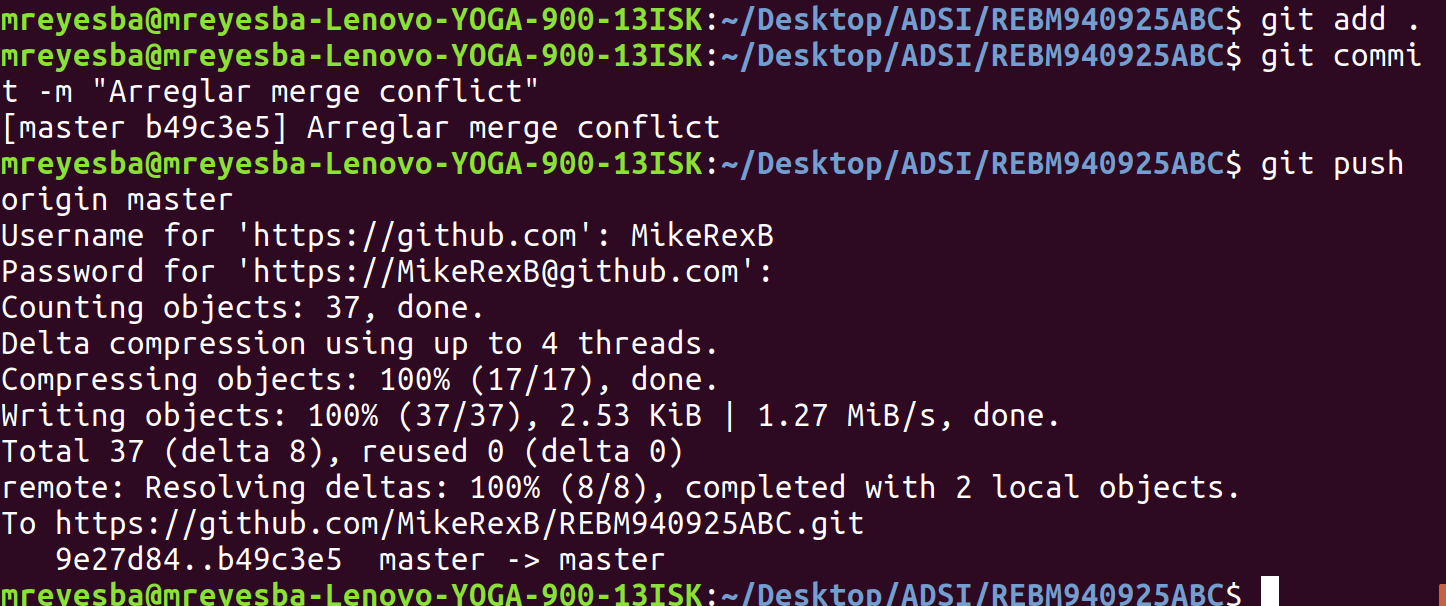 mreyesba@mreyesba-Lenovo-YOGA-900-13ISK:~/Desktop/ADSI/REBM940925ABC$ git add .
mreyesba@mreyesba-Lenovo-YOGA-900-13ISK:~/Desktop/ADSI/REBM940925ABC$ git commi
t -m "Arreglar merge conflict"
[master b49c3e5] Arreglar merge conflict
mreyesba@mreyesba-Lenovo-YOGA-900-13ISK:~/Desktop/ADSI/REBM940925ABC$ git push
origin master
Username for 'https://github.com': MikeRexB
Password for 'https://MikeRexB@github.com':
Counting objects: 37, done.
Delta compression using up to 4 threads.
Compressing objects: 100% (17/17), done.
Writing objects: 100% (37/37), 2.53 KiB | 1.27 MiB/s, done.
Total 37 (delta 8), reused 0 (delta 0)
remote: Resolving deltas: 100% (8/8), completed with 2 local objects.
To https://github.com/MikeRexB/REBM940925ABC.git
   9e27d84..b49c3e5  master -> master
mreyesba@mreyesba-Lenovo-YOGA-900-13ISK:~/Desktop/ADSI/REBM940925ABC$